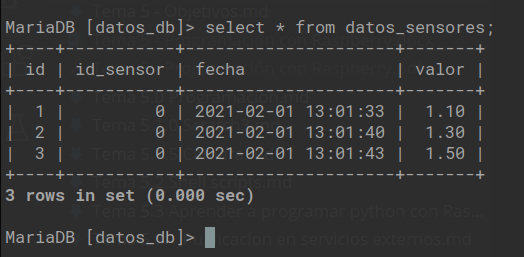 MariaDB [datos_db]> select * from datos_sensores;
+----+-----------+---------------------+-------+
| id | id_sensor | fecha               | valor |
+----+-----------+---------------------+-------+
|  1 |         0 | 2021-02-01 13:01:33 |  1.10 |
|  2 |         0 | 2021-02-01 13:01:40 |  1.30 |
|  3 |         0 | 2021-02-01 13:01:43 |  1.50 |
+----+-----------+---------------------+-------+
3 rows in set (0.000 sec)
MariaDB [datos_db]>